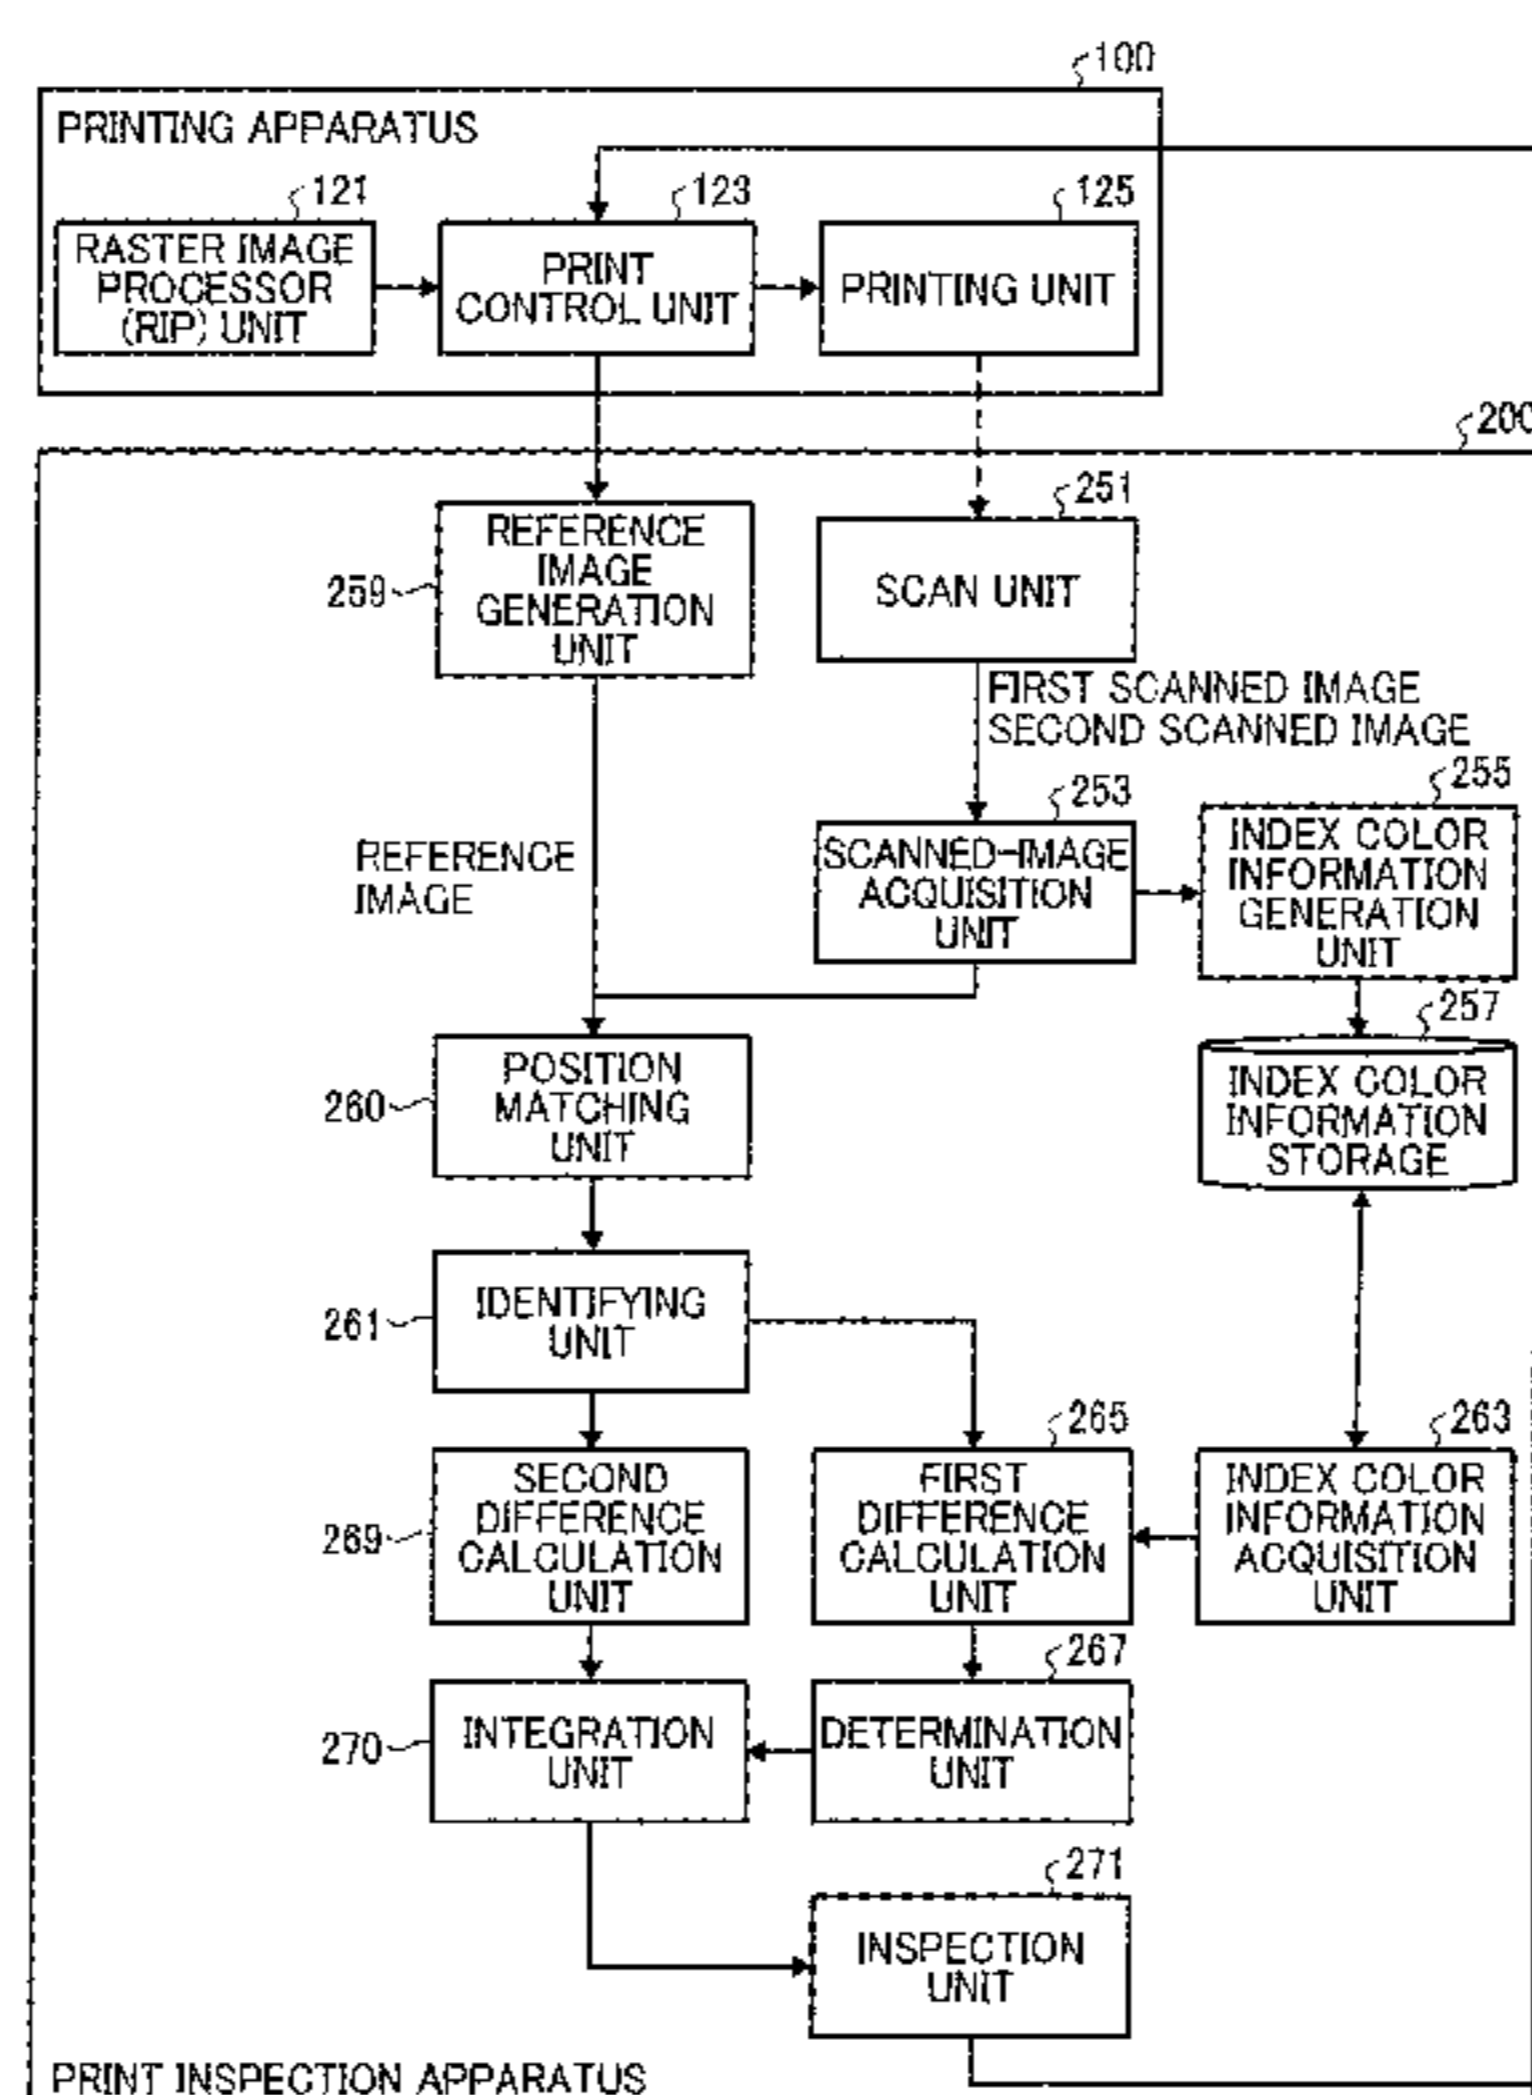 100
PRINTING APPARATUS
121
123
125
RASTER IMAGE
PROCESSOR
(RIP) UNIT
PRINT
CONTROL UNIT
PRINTING UNIT
200
259
REFERENCE
IMAGE
GENERATION
UNIT
251
SCAN UNIT
FIRST SCANNED IMAGE
SECOND SCANNED IMAGE
REFERENCE
IMAGE
253
SCANNED-IMAGE
ACQUISITION
UNIT
255
INDEX COLOR
INFORMATION
GENERATION
UNIT
257
INDEX COLOR
INFORMATION
STORAGE
260
POSITION
MATCHING
UNIT
261
IDENTIFYING
UNIT
269
SECOND
DIFFERENCE
CALCULATION
UNIT
265
FIRST
DIFFERENCE
CALCULATION
UNIT
263
INDEX COLOR
INFORMATION
ACQUISITION
UNIT
270
INTEGRATION
UNIT
267
DETERMINATION
UNIT
271
INSPECTION
UNIT
PRINT INSPECTION APPARATUS